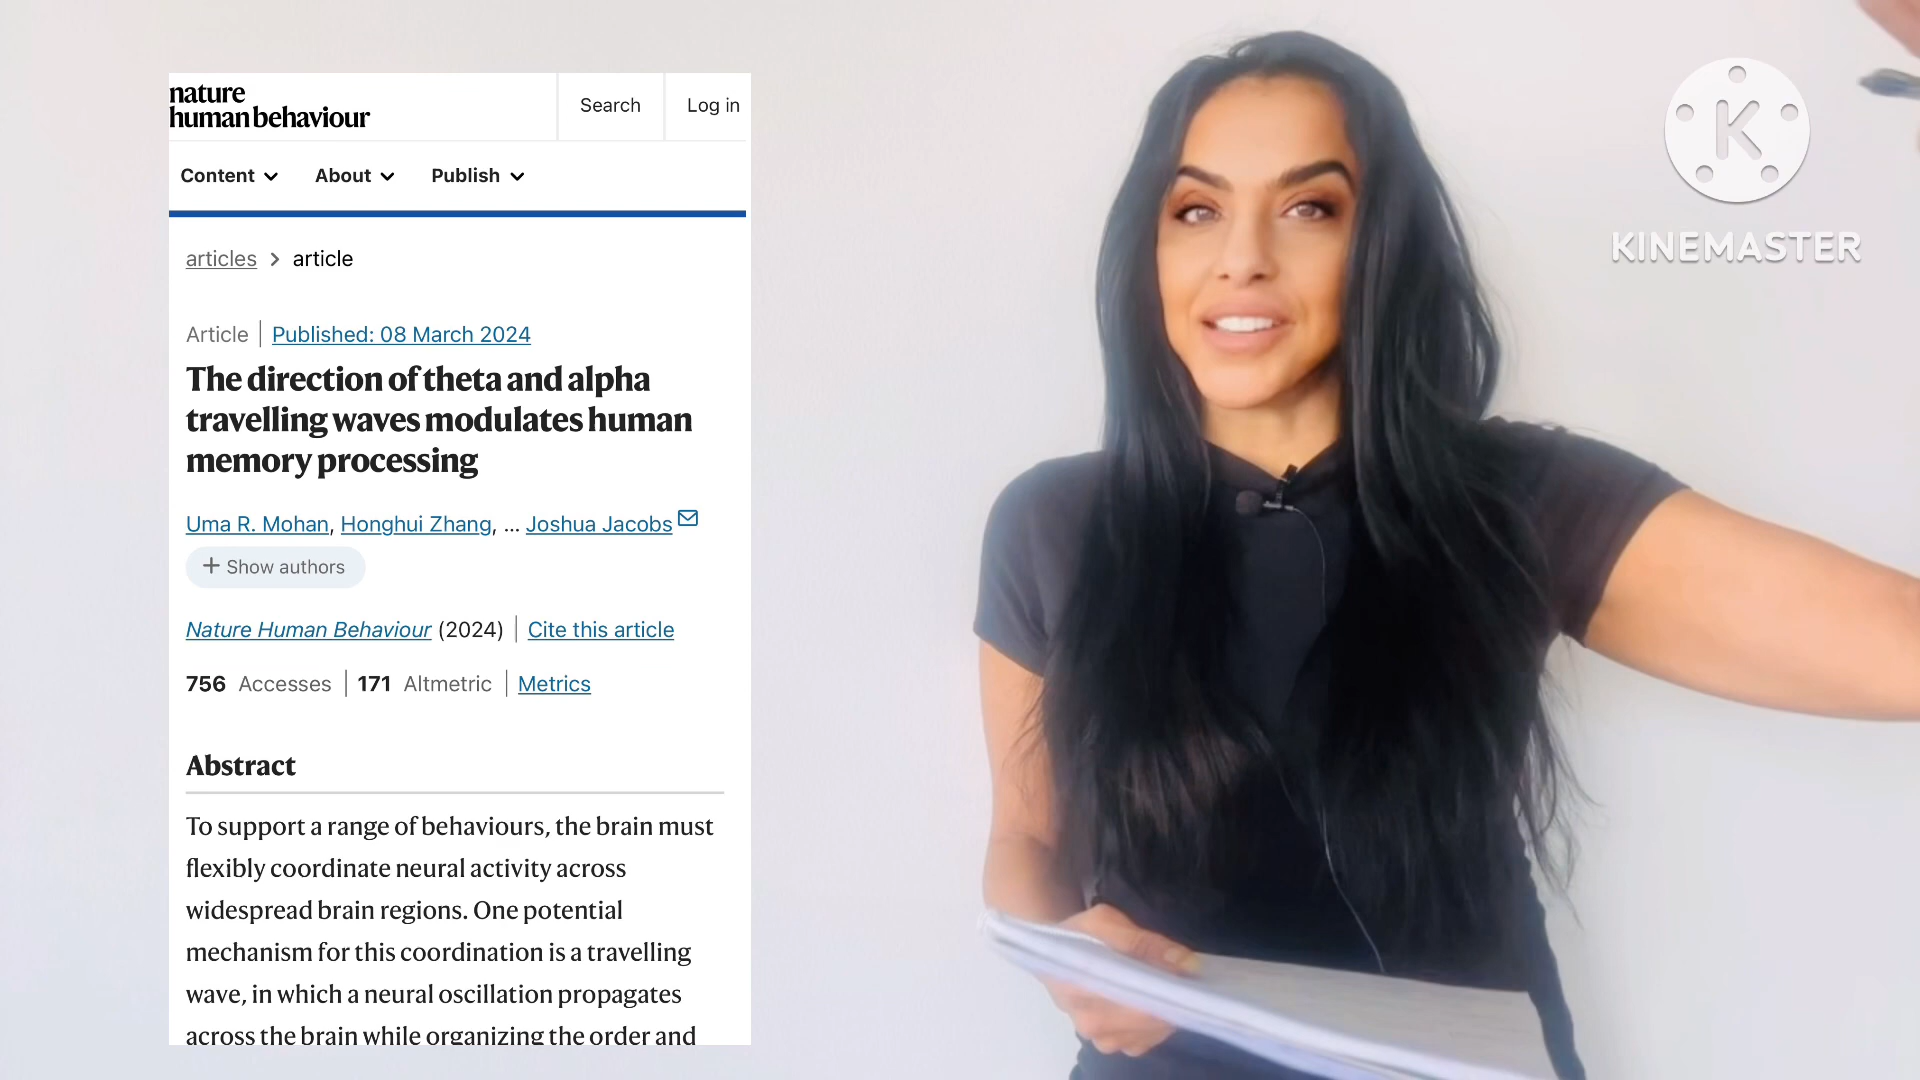 nature
human behaviour
Search
Log in
Content
About
Publish
articles > article
Article | Published: 08 March 2024
The direction of theta and alpha
travelling waves modulates human
memory processing
Uma R. Mohan, Honghui Zhang, ... Joshua Jacobs
+ Show authors
Nature Human Behaviour (2024) | Cite this article
756 Accesses | 171 Altmetric | Metrics
Abstract
To support a range of behaviours, the brain must
flexibly coordinate neural activity across
widespread brain regions. One potential
mechanism for this coordination is a travelling
wave, in which a neural oscillation propagates
across the brain while organizing the order and
K
KINEMASTER